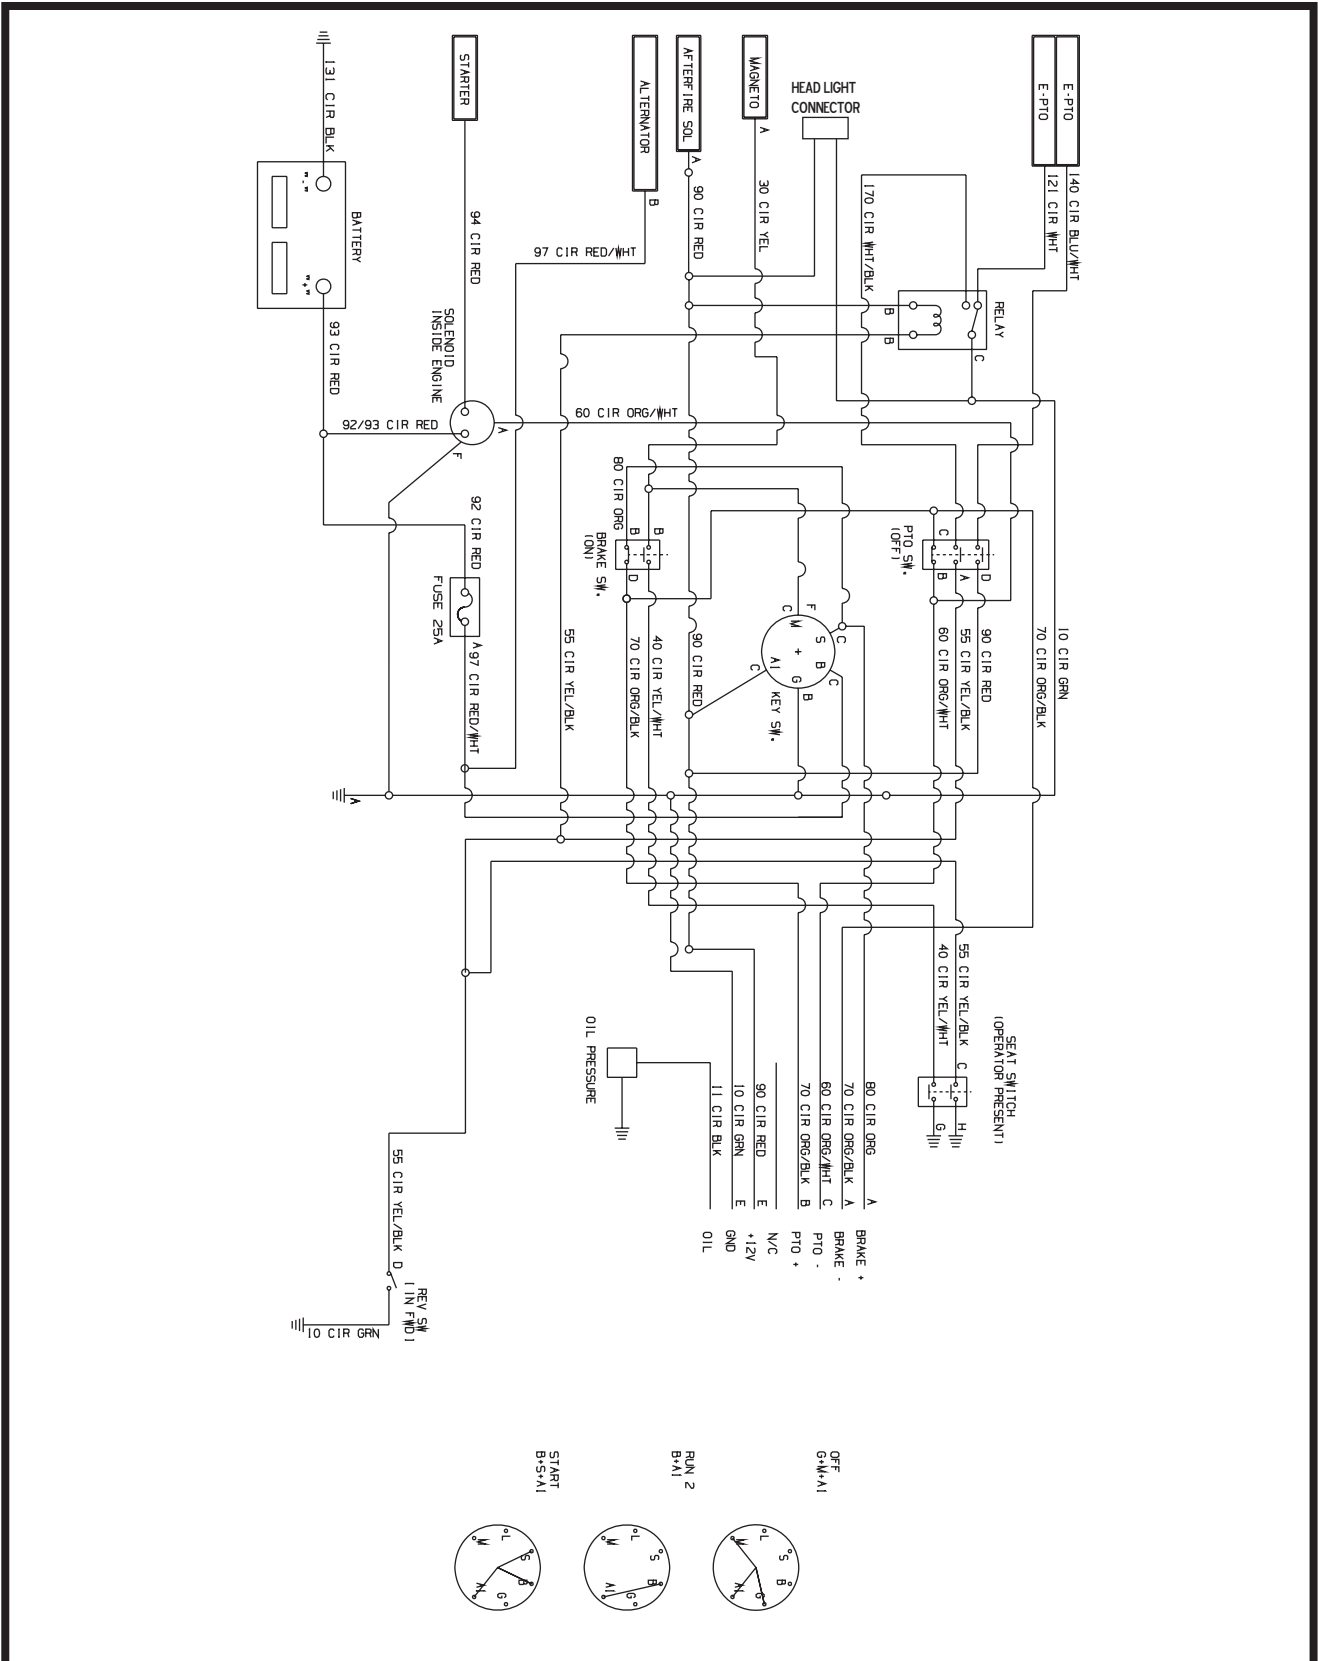 131 CIR BLK
"-"
"+"
BATTERY
93 CIR RED
STARTER
94 CIR RED
SOLENOID
INSIDE ENGINE
92/93 CIR RED
A
F
92 CIR RED
FUSE 25A
A
97 CIR RED/WHT
ALTERNATOR
B
97 CIR RED/WHT
AFTERFIRE SOL
A
90 CIR RED
MAGNETO
A
30 CIR YEL
HEAD LIGHT
CONNECTOR
170 CIR WHT/BLK
E-PTO
E-PTO
140 CIR BLU/WHT
121 CIR WHT
RELAY
B
B
C
60 CIR ORG/WHT
80 CIR ORG
B
B
BRAKE SW.
(ON)
D
PTO SW.
(OFF)
C
B
A
D
F
C
M
S
+
B
A1
G
C
C
C
B
KEY SW.
55 CIR YEL/BLK
70 CIR ORG/BLK
40 CIR YEL/WHT
90 CIR RED
60 CIR ORG/WHT
55 CIR YEL/BLK
90 CIR RED
70 CIR ORG/BLK
10 CIR GRN
A
40 CIR YEL/WHT
55 CIR YEL/BLK
SEAT SWITCH
(OPERATOR PRESENT)
C
G
H
OIL PRESSURE
11 CIR BLK
10 CIR GRN
E
90 CIR RED
E
70 CIR ORG/BLK
B
60 CIR ORG/WHT
C
70 CIR ORG/BLK
A
80 CIR ORG
A
OIL
GND
+12V
N/C
PTO +
PTO -
BRAKE -
BRAKE +
55 CIR YEL/BLK
D
REV SW
(IN FWD)
10 CIR GRN
START
B+S+A1
RUN 2
B+A1
OFF
G+M+A1
L
S
B
G
A1
M
L
S
B
G
A1
M
L
S
B
G
A1
M